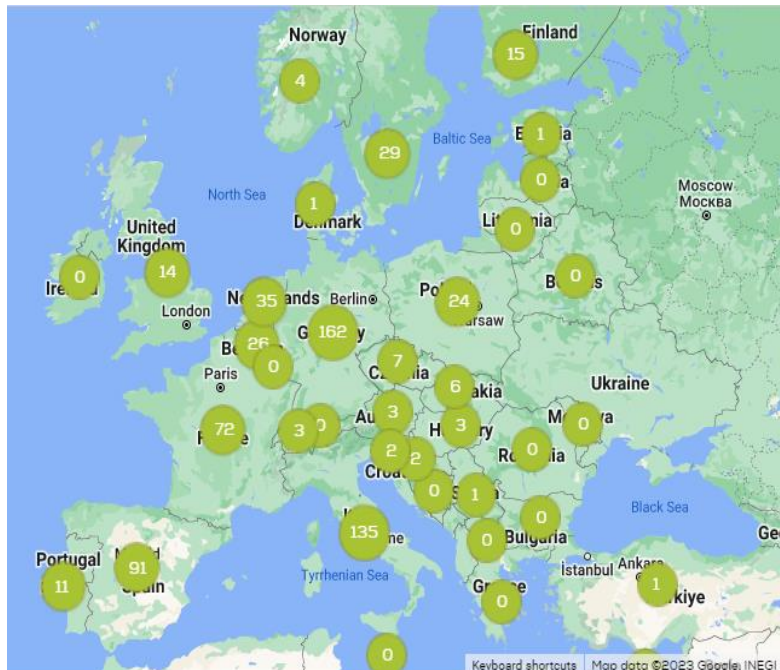 Norway
Finland
4
15
1
Baltic Sea
29
0
Moscow
МОСКВА
North Sea
1
Denmark
0
United
Kingdom
14
0
0
35
Berlin
24
London
162
26
0
7
Paris
6
Ukraine
72
3
0
3
3
0
2
2
0
0
1
Black Sea
135
0
Bulgaria
0
İstanbul
Ankara
Portugal
91
11
Spain
Tyrrhenian Sea
1
0
0
Keyboard shortcuts
Map data ©2023 Google, INEGI